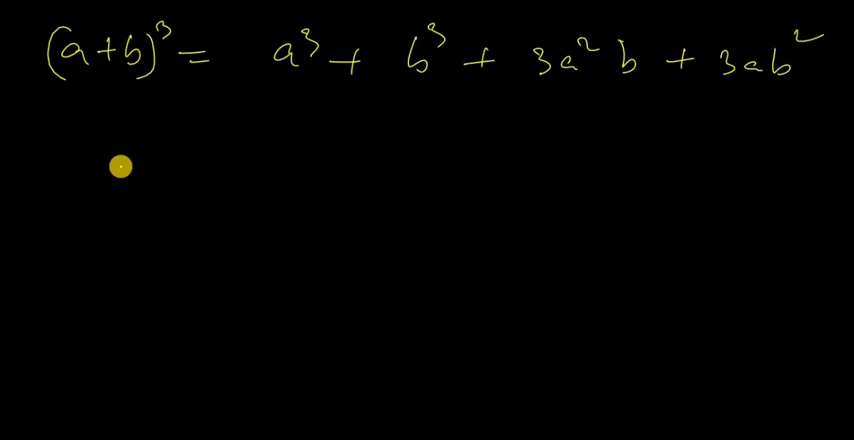 (a+b)³ = a³ + b³ + 3a²b + 3ab²